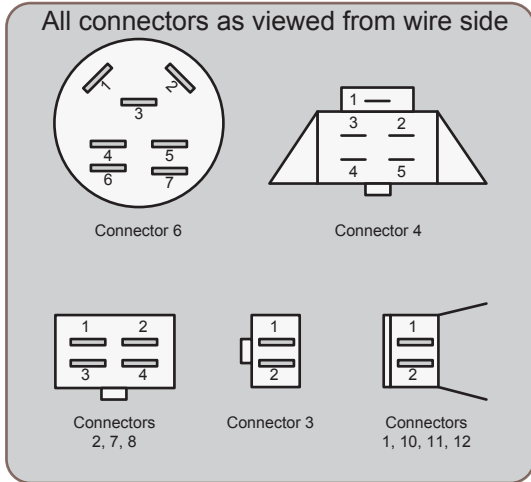 All connectors as viewed from wire side
1 2
3
4 5
6 7
Connector 6
1
3 2
4 5
Connector 4
1 2
3 4
Connectors
2, 7, 8
1
2
Connector 3
1
2
Connectors
1, 10, 11, 12